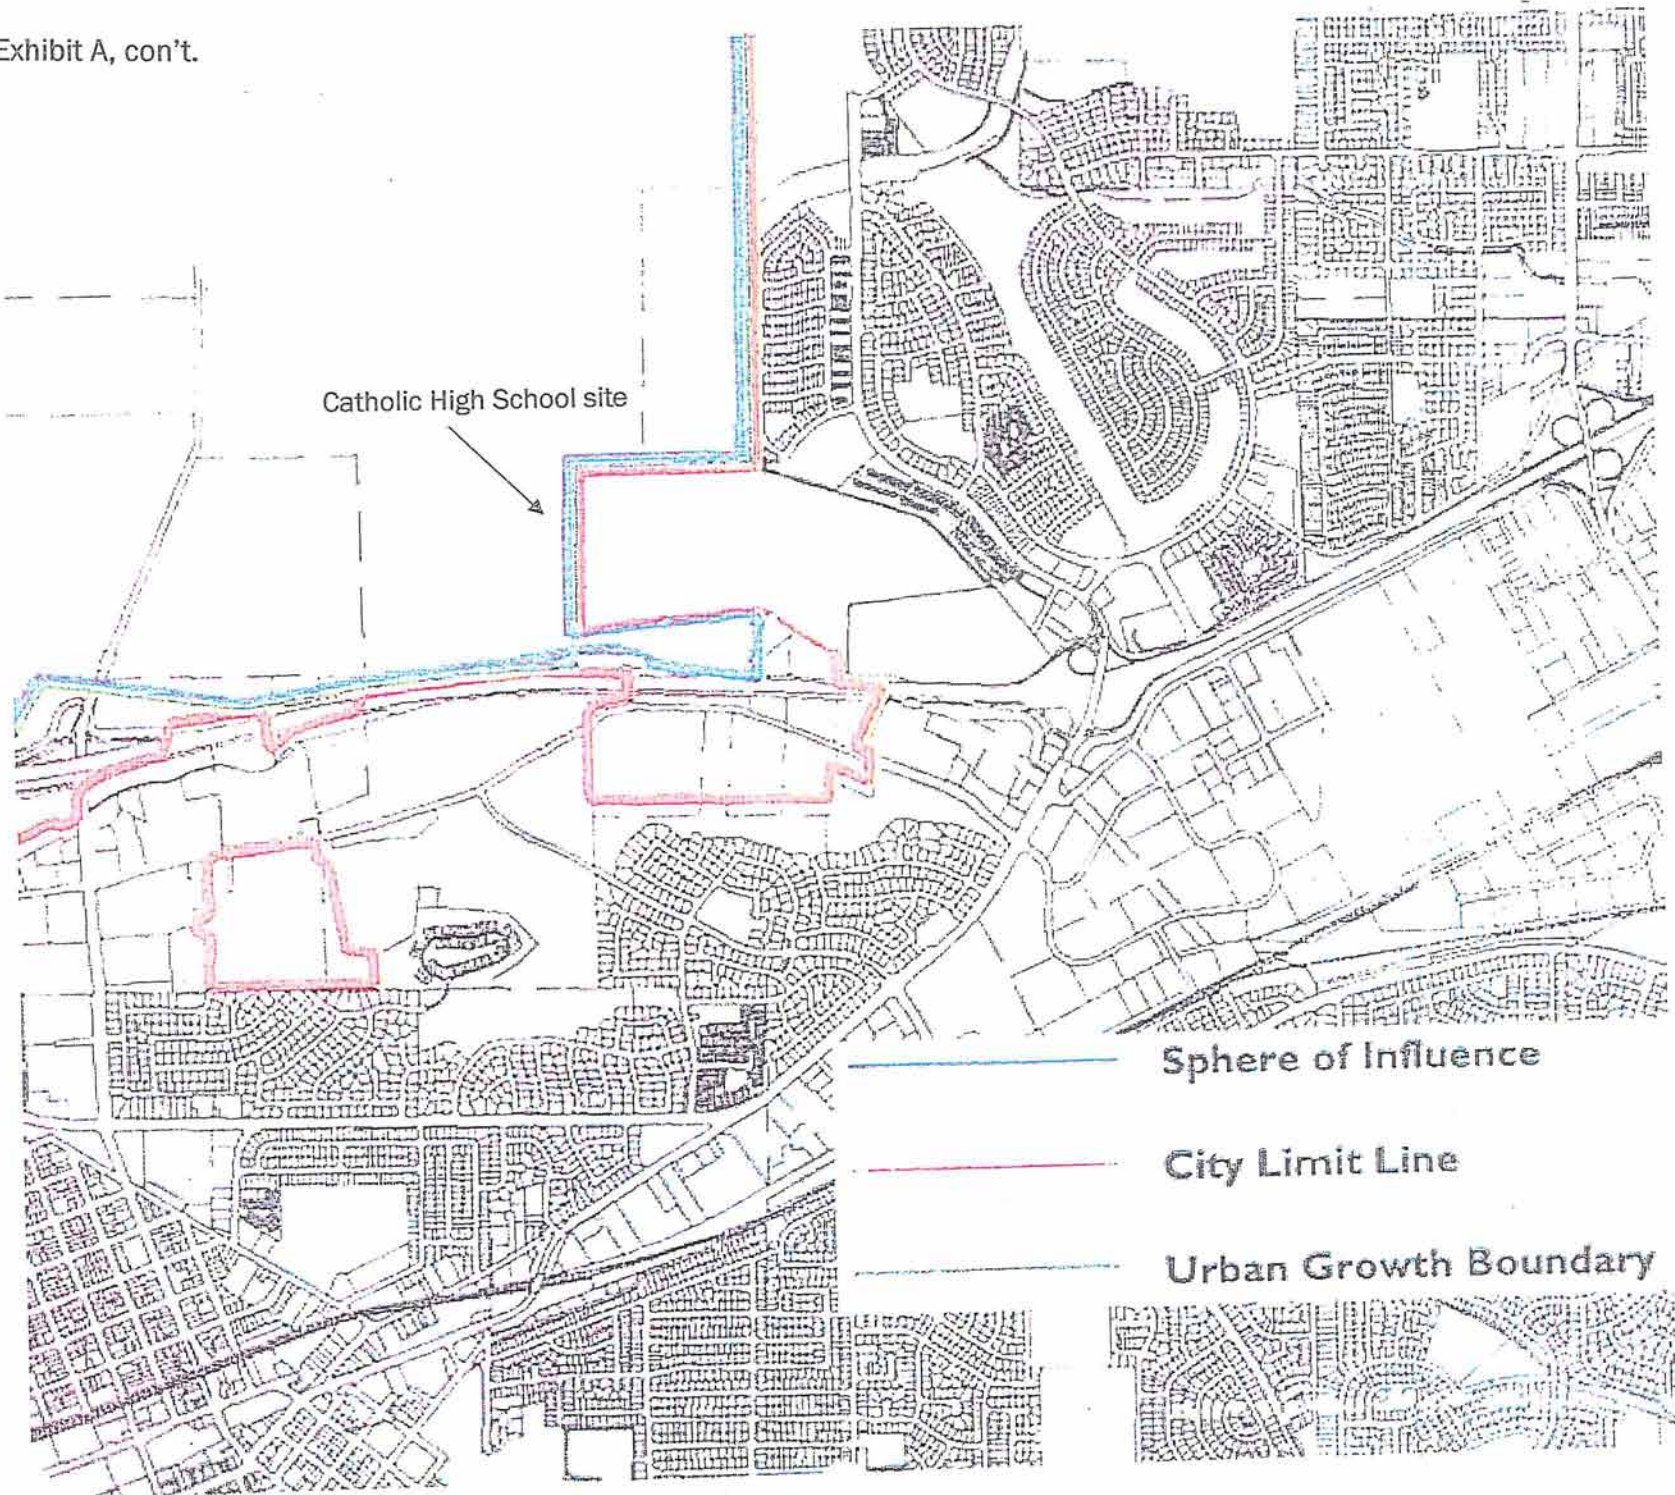 Exhibit A, con't.
Catholic High School site
Sphere of Influence
City Limit Line
Urban Growth Boundary